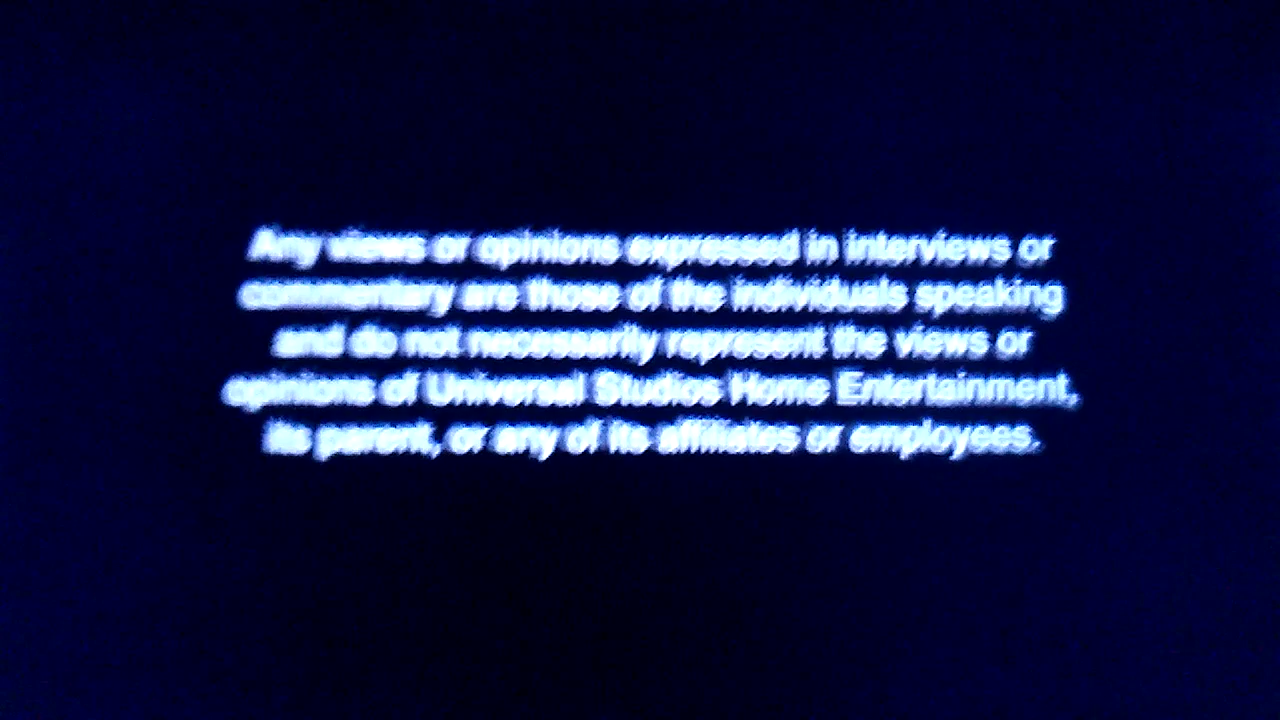 Any views or opinions expressed in interviews or
commentary are those of the individuals speaking
and do not necessarily represent the views or
opinions of Universal Studios Home Entertainment,
its parent, or any of its affiliates or employees.